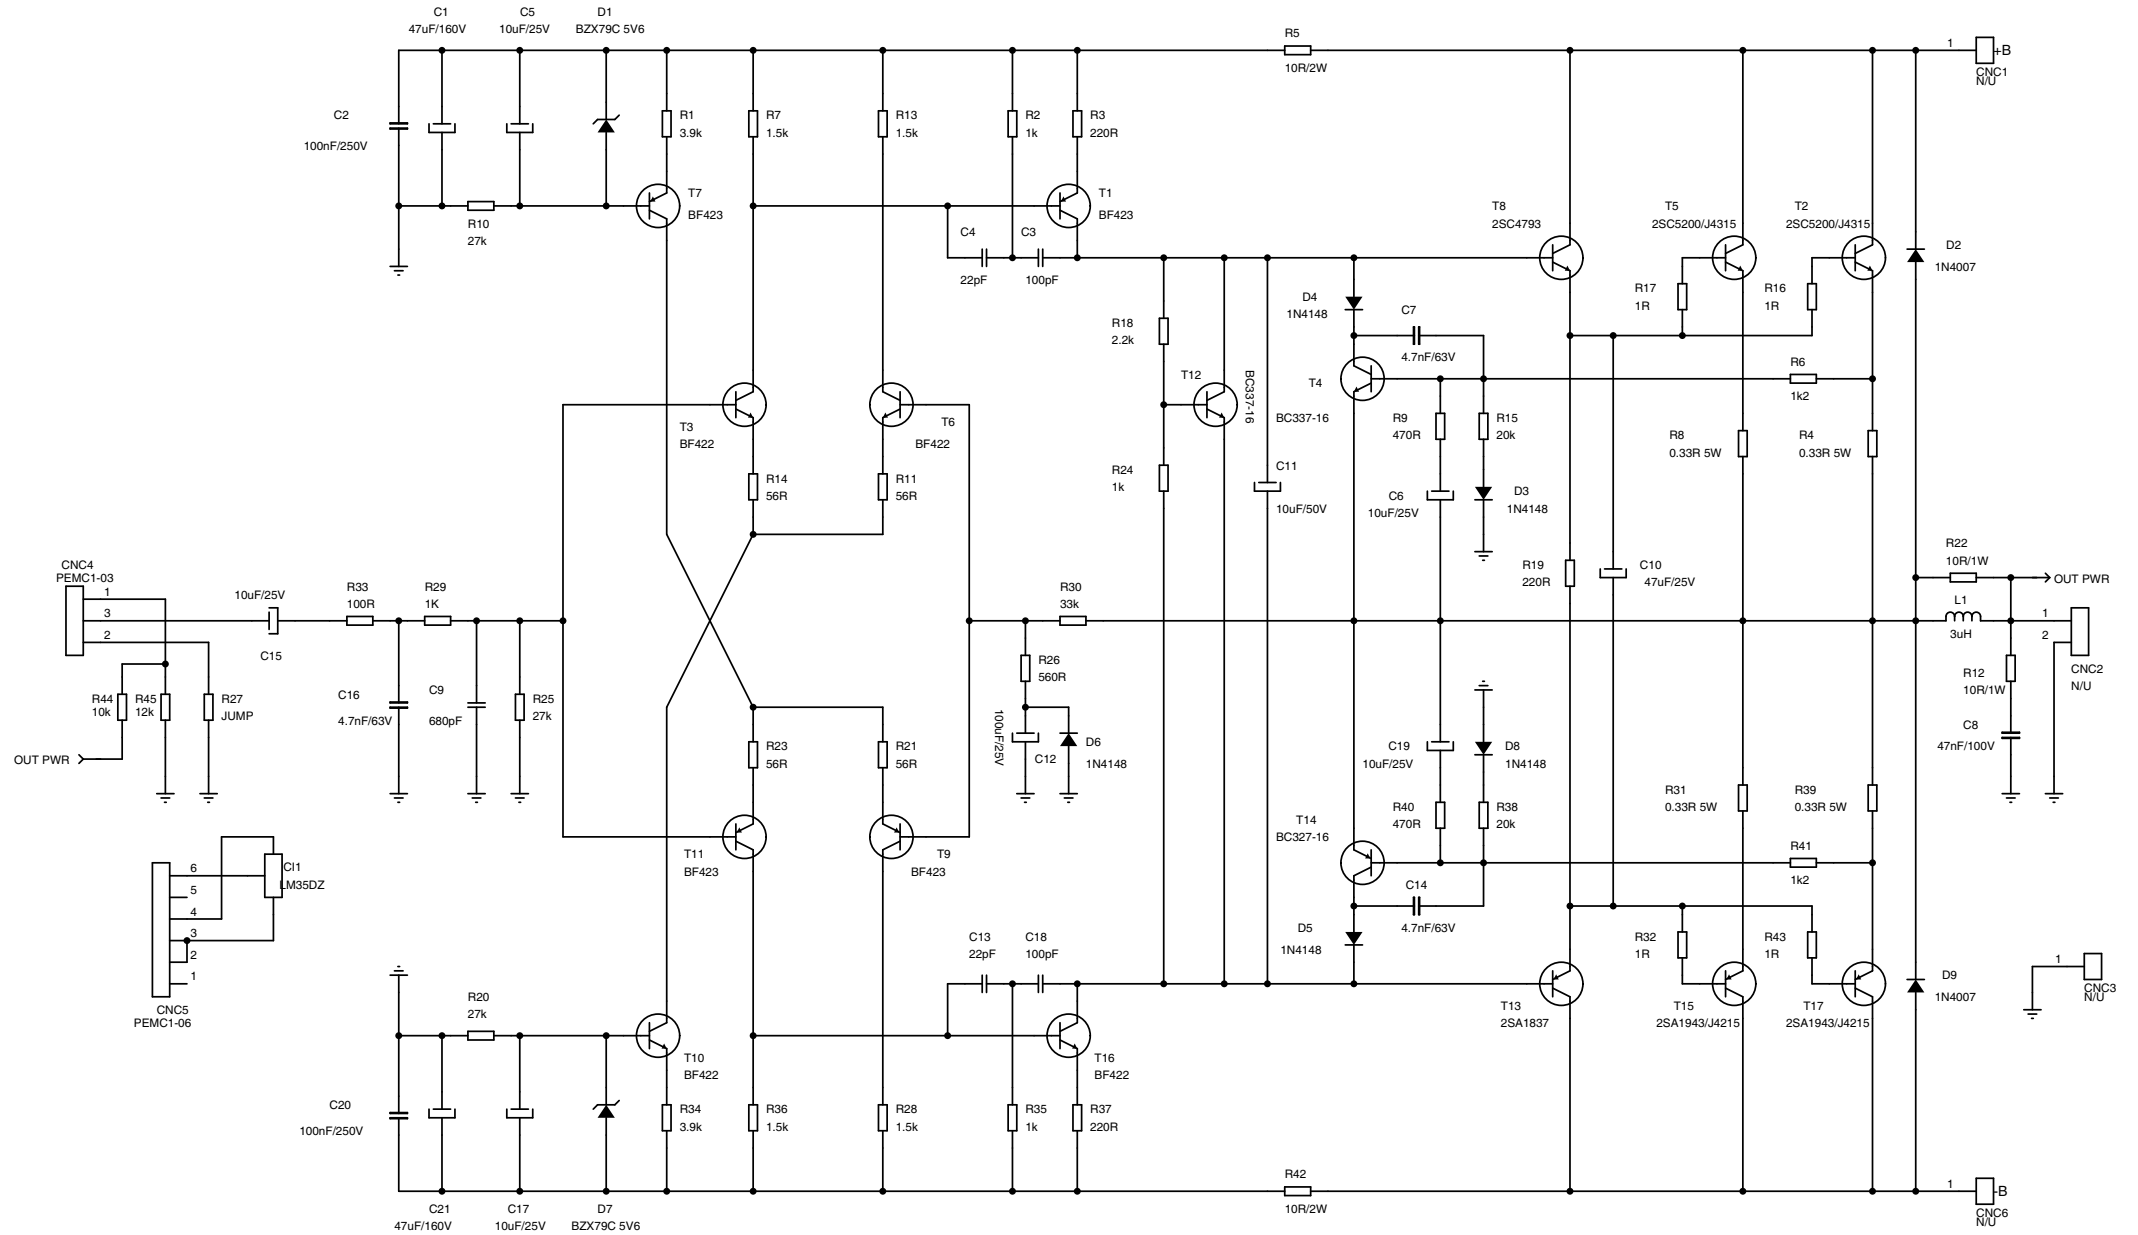 C1
47uF/160V
C5
10uF/25V
D1
BZX79C 5V6
R5
10R/2W
1
+B
CNC1
N/U
C2
100nF/250V
R1
3.9k
R7
1.5k
R13
1.5k
R2
1k
R3
220R
T7
BF423
T1
BF423
R10
27k
C4
22pF
C3
100pF
T8
2SC4793
T5
2SC5200/J4315
T2
2SC5200/J4315
D2
1N4007
R17
1R
R16
1R
D4
1N4148
C7
4.7nF/63V
R18
2.2k
T12
BC337-16
T4
BC337-16
R6
1k2
T3
BF422
T6
BF422
R9
470R
R15
20k
R8
0.33R 5W
R4
0.33R 5W
R14
56R
R11
56R
R24
1k
C11
10uF/50V
C6
10uF/25V
D3
1N4148
CNC4
PEMC1-03
1
3
2
10uF/25V
C15
R33
100R
R29
1K
R30
33k
R19
220R
C10
47uF/25V
R22
10R/1W
OUT PWR
L1
3uH
1
2
CNC2
N/U
R44
10k
R45
12k
R27
JUMP
OUT PWR
C16
4.7nF/63V
C9
680pF
R25
27k
R26
560R
100uF/25V
C12
D6
1N4148
R12
10R/1W
C8
47nF/100V
R23
56R
R21
56R
C19
10uF/25V
D8
1N4148
R40
470R
R38
20k
R31
0.33R 5W
R39
0.33R 5W
T11
BF423
T9
BF423
T14
BC327-16
R41
1k2
C14
4.7nF/63V
6
5
4
3
2
1
CI1
LM35DZ
CNC5
PEMC1-06
C13
22pF
C18
100pF
D5
1N4148
R32
1R
R43
1R
D9
1N4007
1
CNC3
N/U
R20
27k
T10
BF422
T16
BF422
T13
2SA1837
T15
2SA1943/J4215
T17
2SA1943/J4215
C20
100nF/250V
R34
3.9k
R36
1.5k
R28
1.5k
R35
1k
R37
220R
R42
10R/2W
1
-B
CNC6
N/U
C21
47uF/160V
C17
10uF/25V
D7
BZX79C 5V6